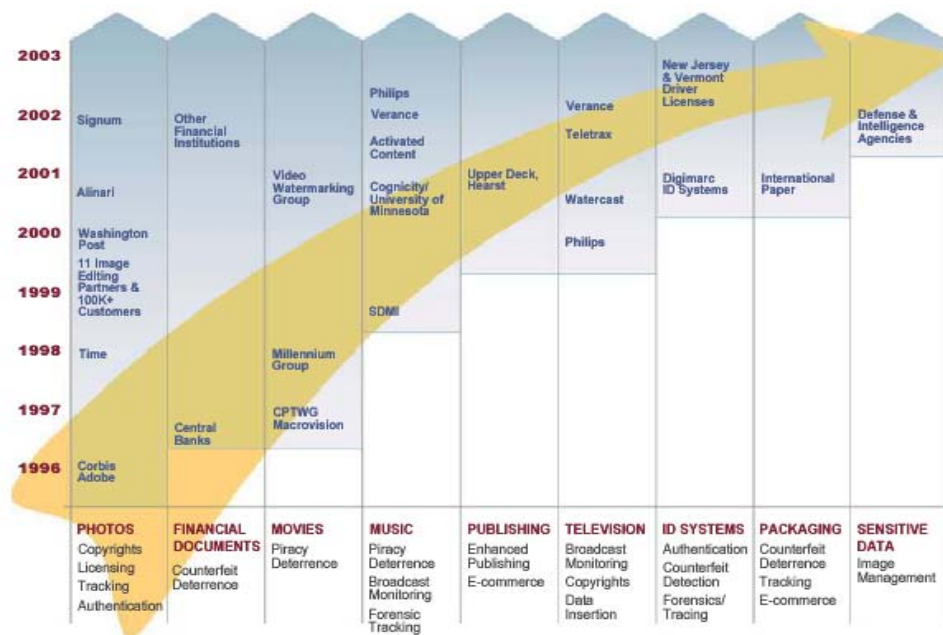 2003
2002
2001
2000
1999
1998
1997
1996
Signum
Alinari
Washington
Post
11 Image
Editing
Partners &
100K+
Customers
Time
Corbis
Adobe
Other
Financial
Institutions
Central
Banks
Video
Watermarking
Group
Millennium
Group
CPTWG
Macrovision
Philips
Verance
Activated
Content
Cognicity/
University of
Minnesota
SDMI
Upper Deck,
Hearst
Verance
Teletrax
Watercast
Philips
New Jersey
& Vermont
Driver
Licenses
Digimarc
ID Systems
International
Paper
Defense &
Intelligence
Agencies
PHOTOS
Copyrights
Licensing
Tracking
Authentication
FINANCIAL
DOCUMENTS
Counterfeit
Deterrence
MOVIES
Piracy
Deterrence
MUSIC
Piracy
Deterrence
Broadcast
Monitoring
Forensic
Tracking
PUBLISHING
Enhanced
Publishing
E-commerce
TELEVISION
Broadcast
Monitoring
Copyrights
Data
Insertion
ID SYSTEMS
Authentication
Counterfeit
Detection
Forensics/
Tracing
PACKAGING
Counterfeit
Deterrence
Tracking
E-commerce
SENSITIVE
DATA
Image
Management